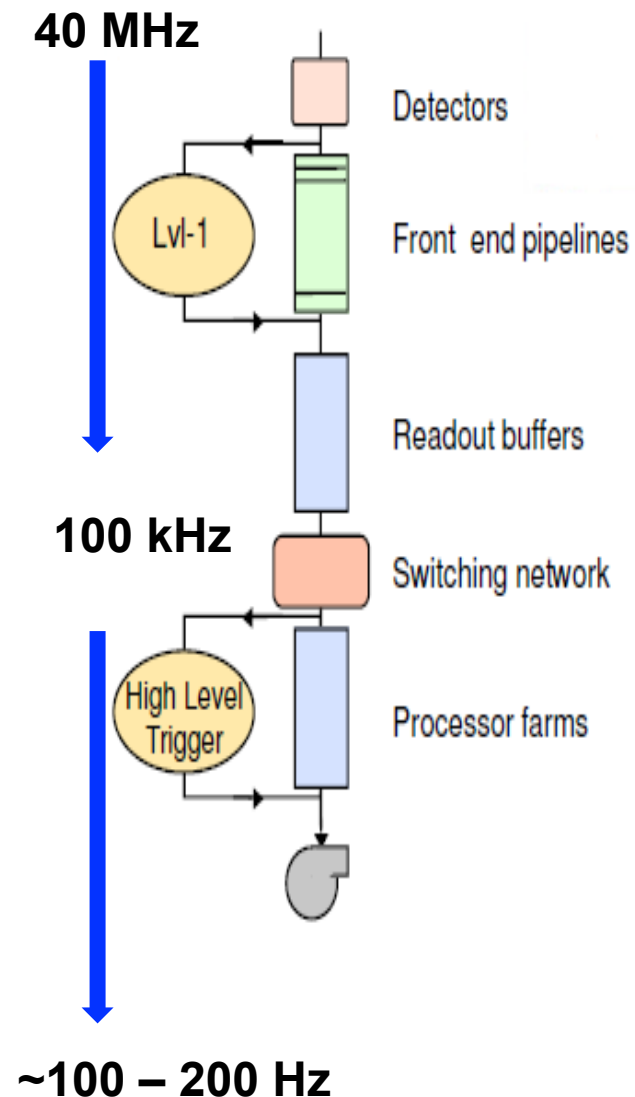 40 MHz
Detectors
Lvl-1
Front end pipelines
Readout buffers
100 kHz
Switching network
High Level
Trigger
Processor farms
~100 – 200 Hz